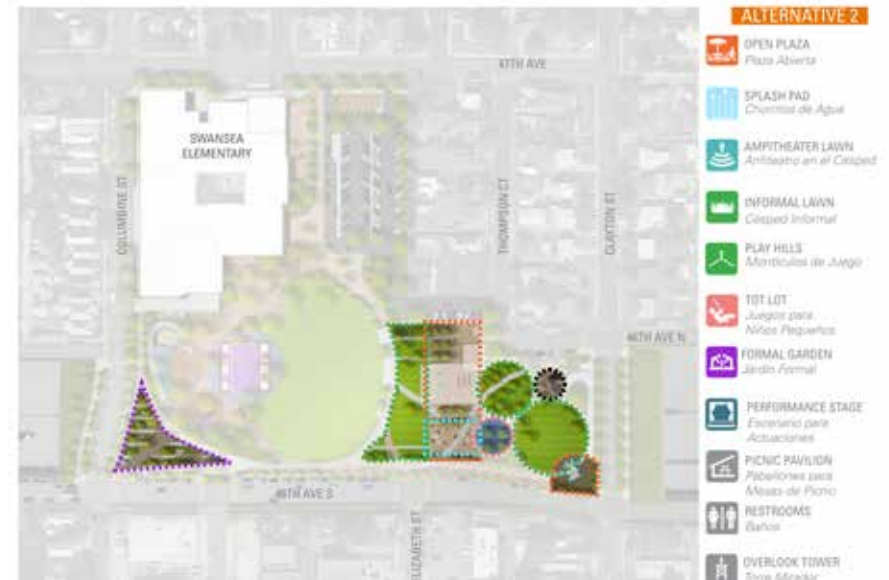 ALTERNATIVE 2
OPEN PLAZA
Plaza Abierta
SPLASH PAD
Chorritos de Agua
AMPITHEATER LAWN
Anfiteatro en el Césped
INFORMAL LAWN
Césped Informal
PLAY HILLS
Montículos de Juego
TOT LOT
Juegos para
Niños Pequeños
FORMAL GARDEN
Jardín Formal
PERFORMANCE STAGE
Escenario para
Actuaciones
PICNIC PAVILION
Pabellones para
Mesas de Picnic
RESTROOMS
Baños
OVERLOOK TOWER
Torre Mirador
47TH AVE
SWANSEA
ELEMENTARY
COLUMBINE ST
THOMPSON CT
CLAYTON ST
46TH AVE N
46TH AVE S
ELIZABETH ST